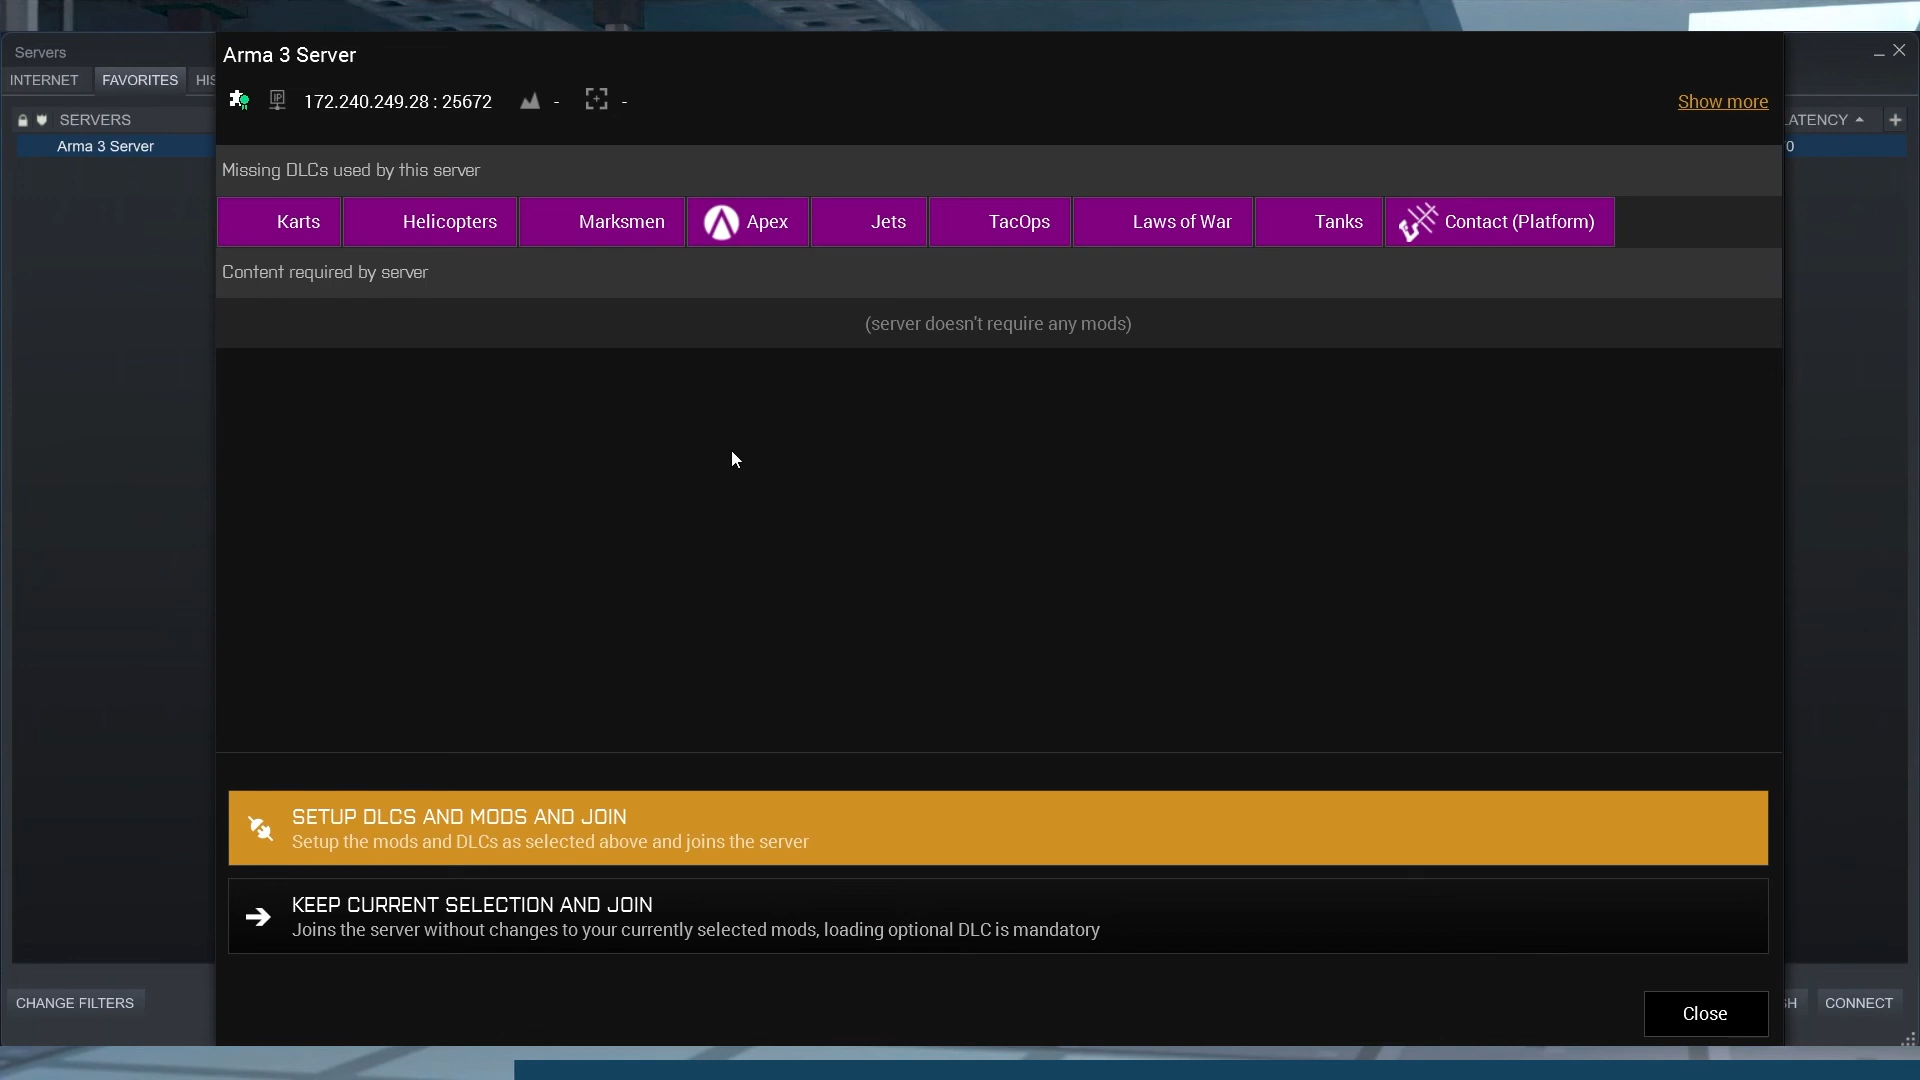 Servers
Arma 3 Server
INTERNET FAVORITES HIS
IP 172.240.249.28 : 25672 - - Show more
SERVERS LATENCY +
Arma 3 Server 0
Missing DLCs used by this server
Karts Helicopters Marksmen Apex Jets TacOps Laws of War Tanks Contact (Platform)
Content required by server
(server doesn't require any mods)
SETUP DLCS AND MODS AND JOIN
Setup the mods and DLCs as selected above and joins the server
KEEP CURRENT SELECTION AND JOIN
Joins the server without changes to your currently selected mods, loading optional DLC is mandatory
CHANGE FILTERS Close SH CONNECT